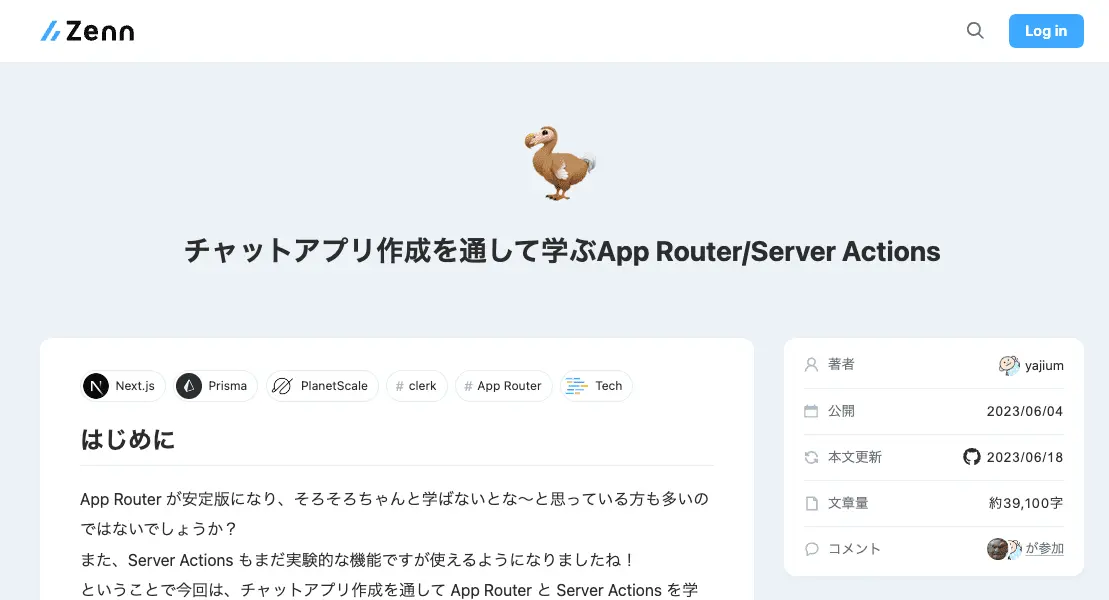 Zenn
Log in
チャットアプリ作成を通して学ぶApp Router/Server Actions
Next.js
Prisma
PlanetScale
# clerk
# App Router
Tech
はじめに
App Router が安定版になり、そろそろちゃんと学ばないとな〜と思っている方も多いの
ではないでしょうか？
また、Server Actions もまだ実験的な機能ですが使えるようになりましたね！
ということで今回は、チャットアプリ作成を通して App Router と Server Actions を学
著者 yajium
公開 2023/06/04
本文更新 2023/06/18
文章量 約39,100字
コメント が参加